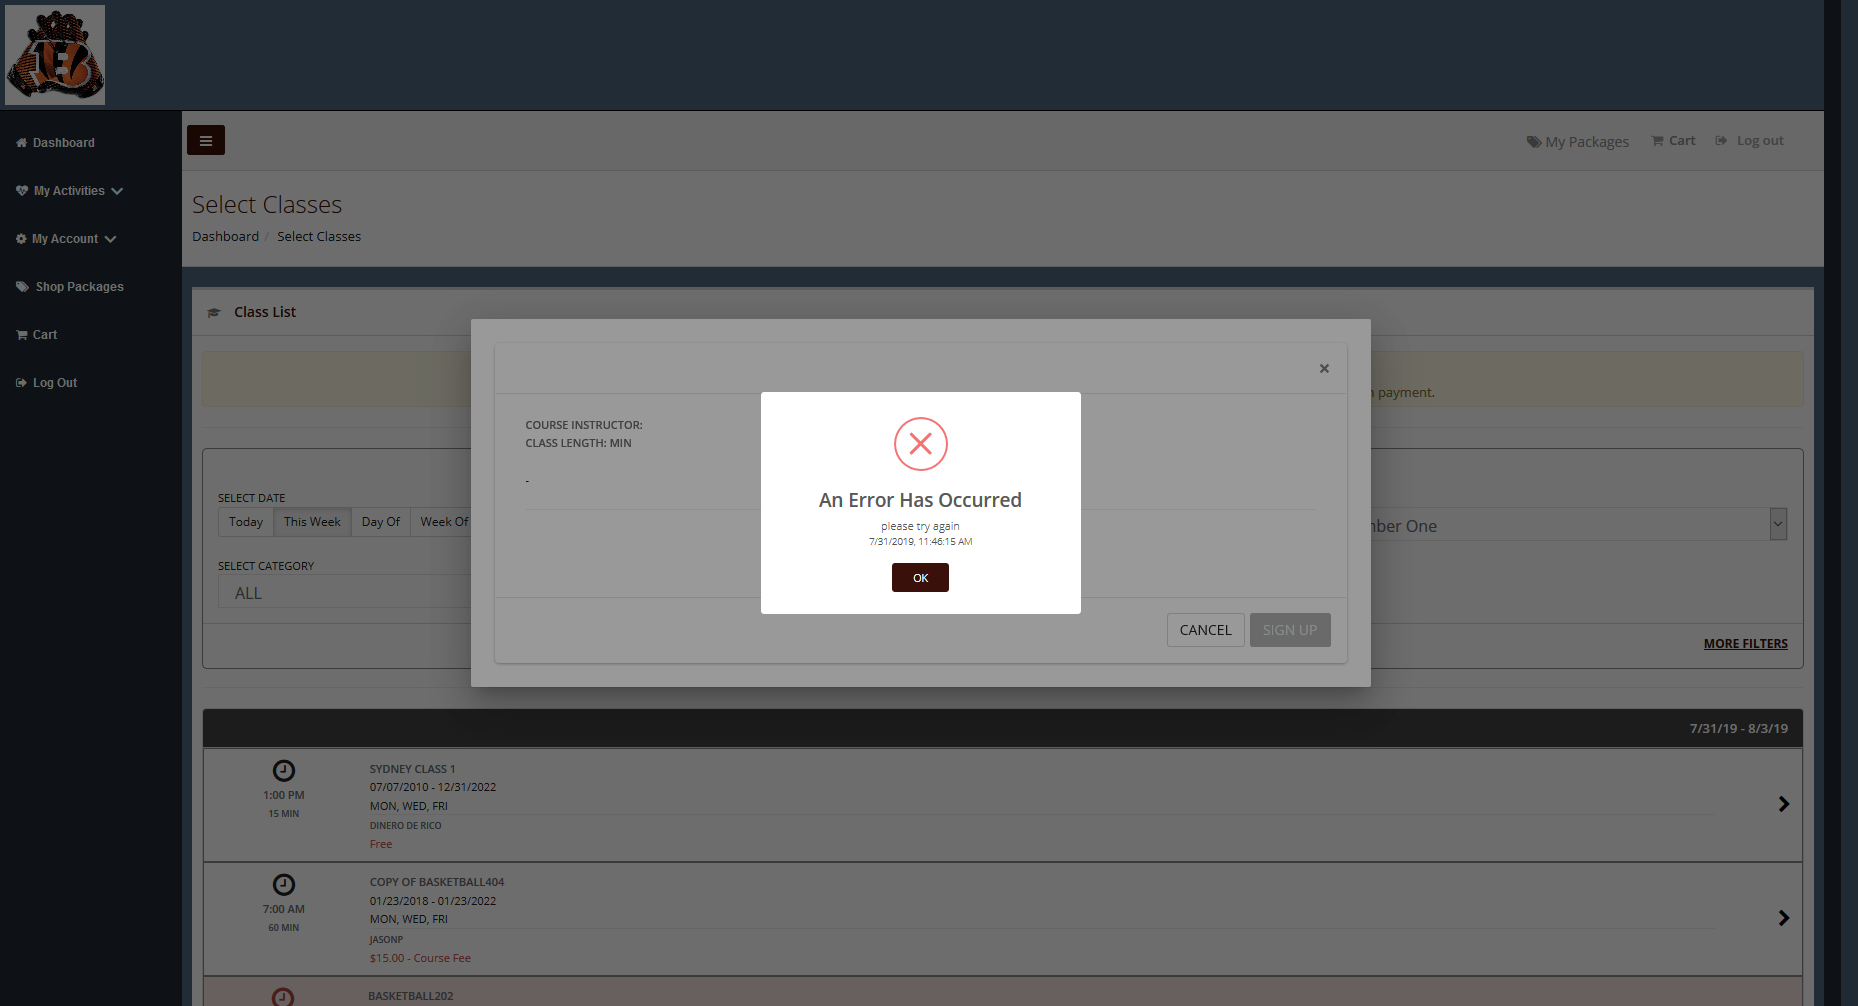 Dashboard
My Activities
My Account
Shop Packages
Cart
Log Out
My Packages
Cart
Log out
Select Classes
Dashboard / Select Classes
Class List
payment.
×
COURSE INSTRUCTOR:
CLASS LENGTH: MIN
-
An Error Has Occurred
please try again
7/31/2019, 11:46:15 AM
OK
CANCEL
SIGN UP
SELECT DATE
Today
This Week
Day Of
Week Of
One
SELECT CATEGORY
ALL
MORE FILTERS
7/31/19 - 8/3/19
1:00 PM
15 MIN
SYDNEY CLASS 1
07/07/2010 - 12/31/2022
MON, WED, FRI
DINERO DE RICO
Free
7:00 AM
60 MIN
COPY OF BASKETBALL404
01/23/2018 - 01/23/2022
MON, WED, FRI
JASONP
$15.00 - Course Fee
BASKETBALL202